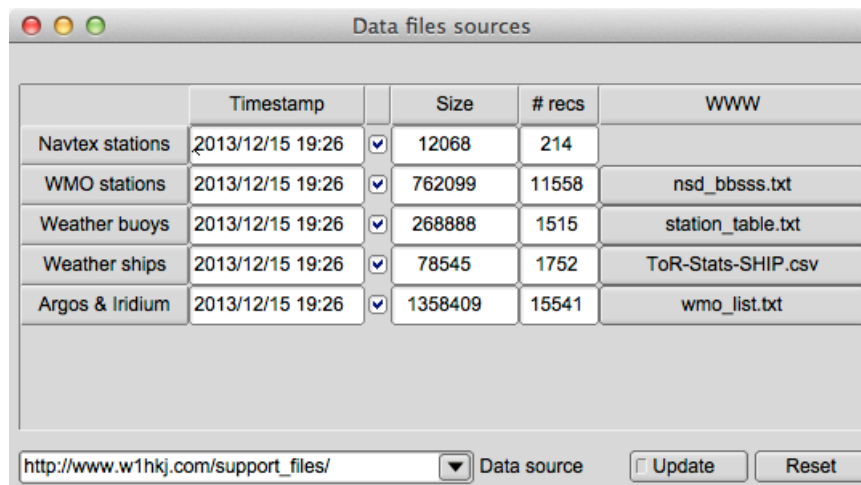 Data files sources
Timestamp Size # recs WWW
Navtex stations 2013/12/15 19:26 12068 214
WMO stations 2013/12/15 19:26 762099 11558 nsd_bbsss.txt
Weather buoys 2013/12/15 19:26 268888 1515 station_table.txt
Weather ships 2013/12/15 19:26 78545 1752 ToR-Stats-SHIP.csv
Argos & Iridium 2013/12/15 19:26 1358409 15541 wmo_list.txt
http://www.w1hkj.com/support_files/ Data source Update Reset